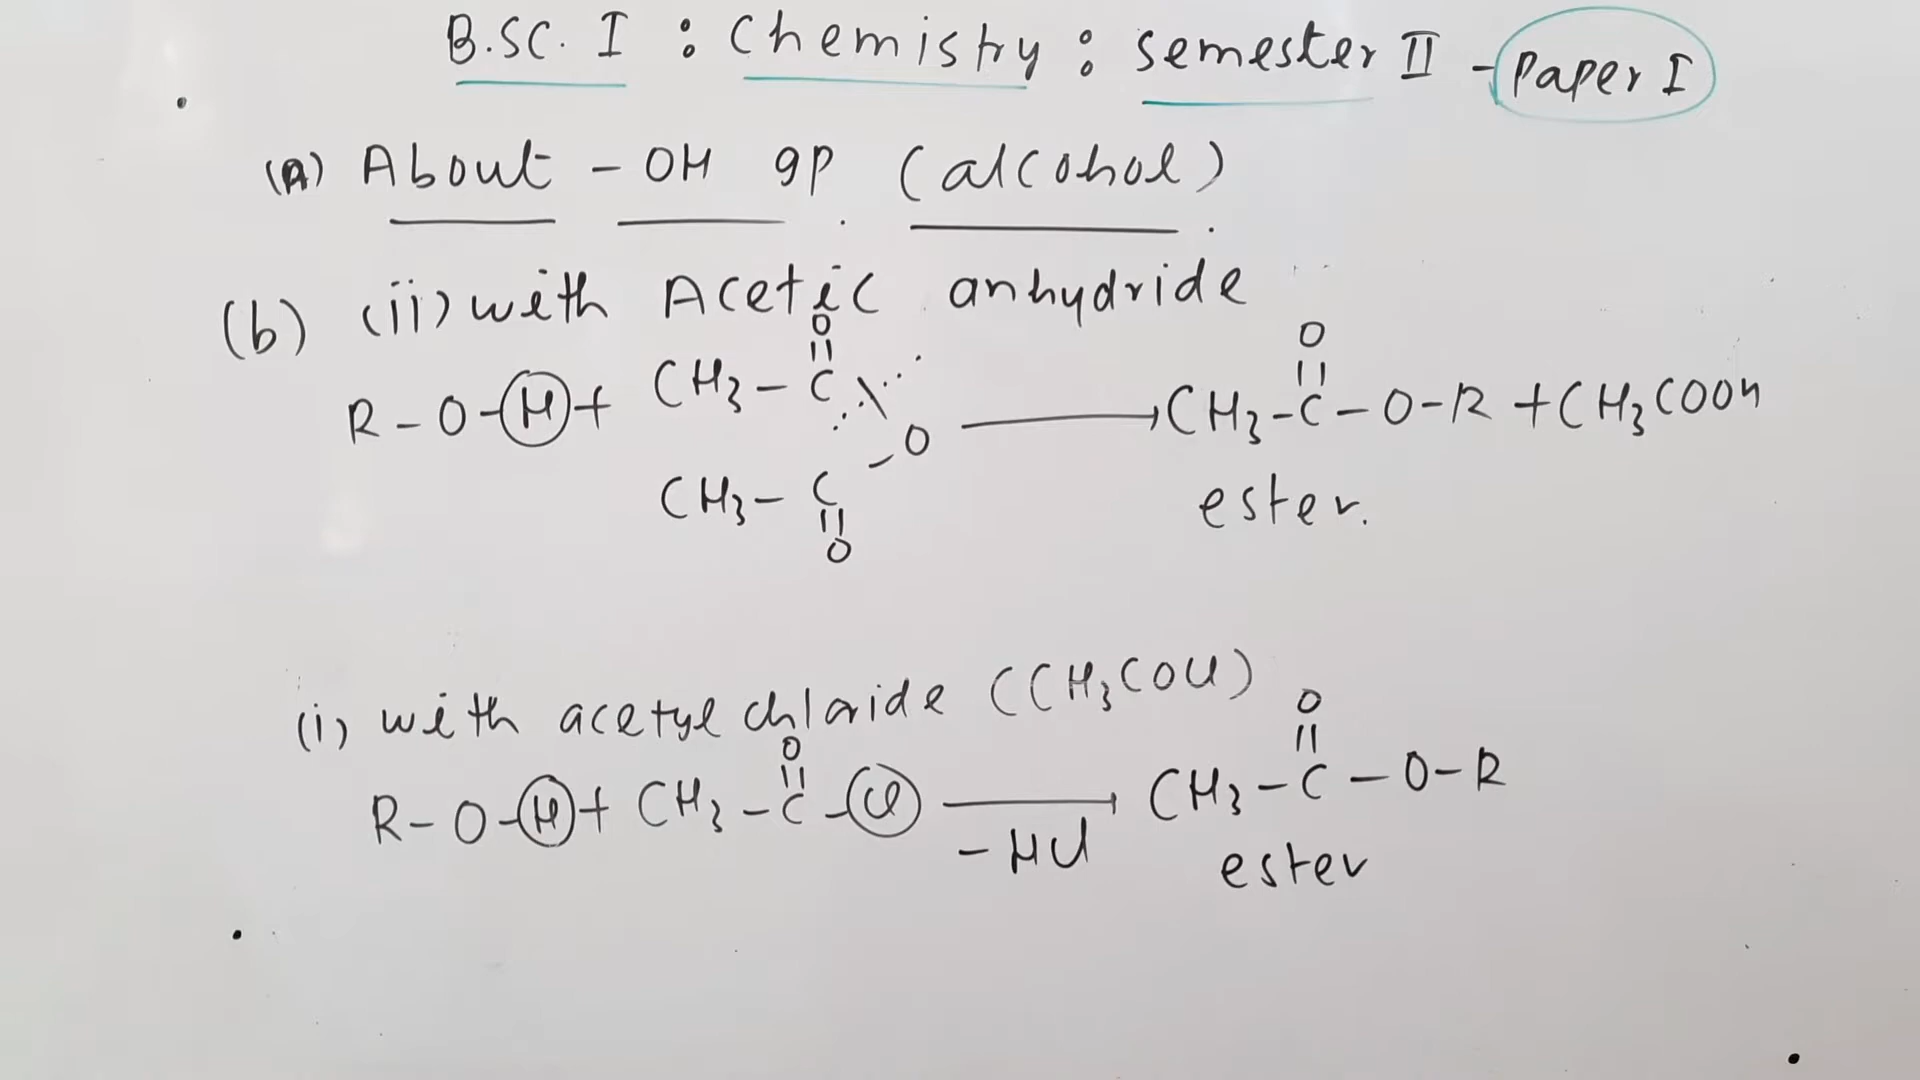 B.SC. I : Chemistry : semester II - Paper I
(A) About - OH gp. (alcohol).
(b) (ii) with Acetic anhydride
O O
|| ||
R-O-H + CH3-C \ O → CH3-C-O-R + CH3COOH
CH3-C - O ester.
||
O
(i) with acetyl chloride (CH3COCl)
O O
|| ||
R-O-H + CH3-C-Cl → CH3-C-O-R
-HCl ester